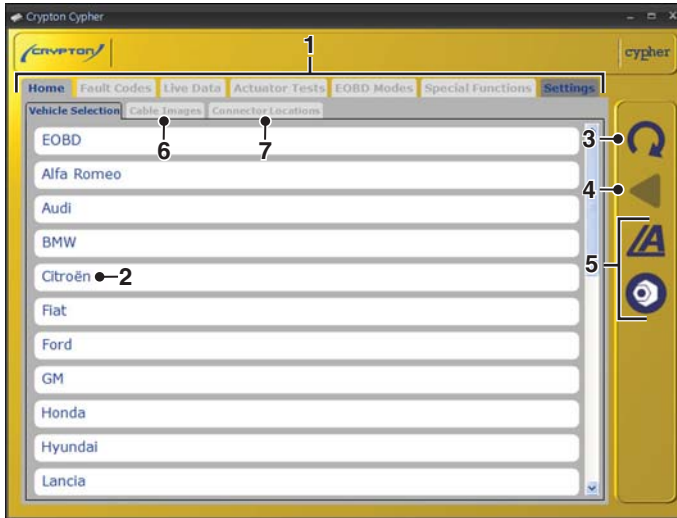 Crypton Cypher
CRYPTON
cypher
1
Home Fault Codes Live Data Actuator Tests EOBD Modes Special Functions Settings
Vehicle Selection Cable Images Connector Locations
6
7
3
4
5
EOBD
Alfa Romeo
Audi
BMW
Citroën 2
Fiat
Ford
GM
Honda
Hyundai
Lancia